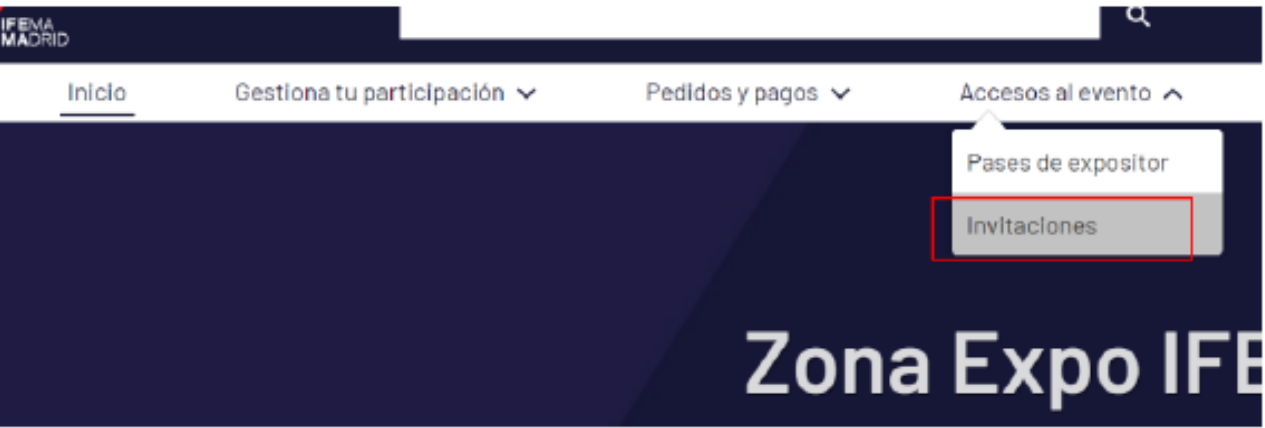 IFEMA
MADRID
Inicio
Gestiona tu participación
Pedidos y pagos
Accesos al evento
Pases de expositor
Invitaciones
Zona Expo IFE